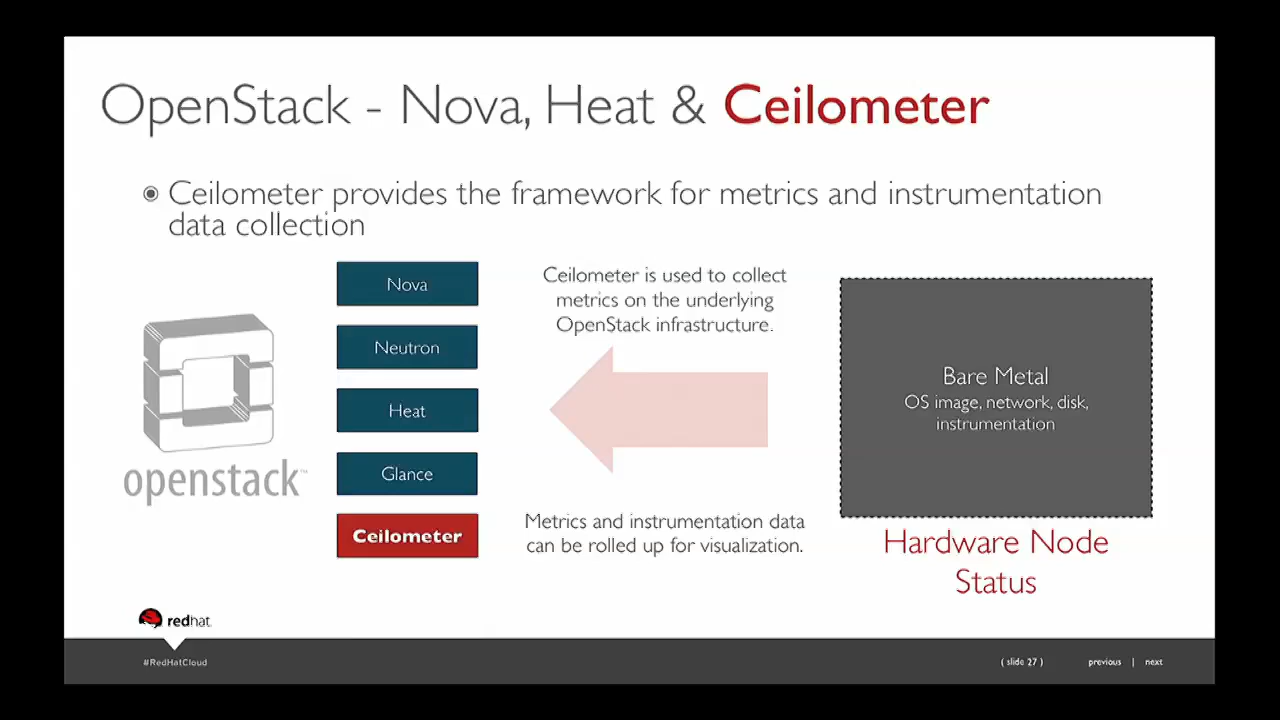 OpenStack - Nova, Heat & Ceilometer
Ceilometer provides the framework for metrics and instrumentation
data collection
Nova
Neutron
Heat
Glance
Ceilometer
openstack™
Ceilometer is used to collect
metrics on the underlying
OpenStack infrastructure.
Metrics and instrumentation data
can be rolled up for visualization.
Bare Metal
OS image, network, disk,
instrumentation
Hardware Node
Status
redhat.
#RedHatCloud
( slide 27 ) previous | next